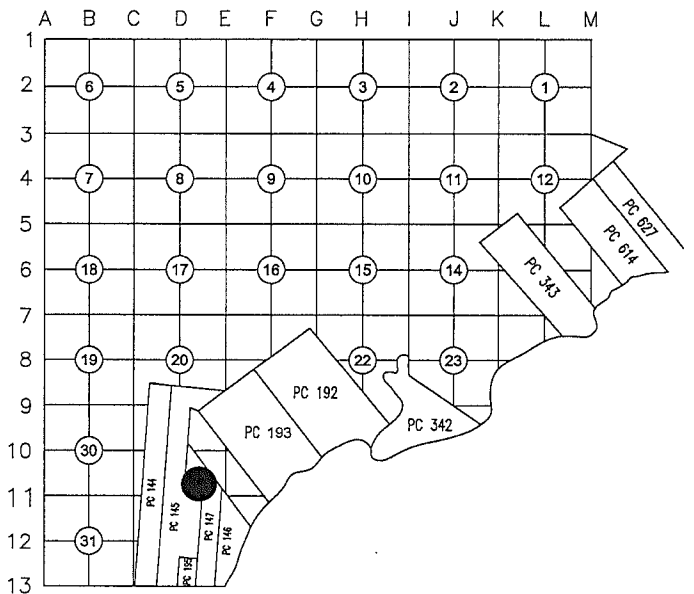 A B C D E F G H I J K L M
1
2 6 5 4 3 2 1
3
4 7 8 9 10 11 12
5
PC 627
PC 614
6 18 17 16 15 14
PC 343
7
8 19 20 22 23
PC 192
9
PC 342
PC 193
10 30
PC 144
11
PC 145
PC 147
PC 146
12 31
PC 195
13